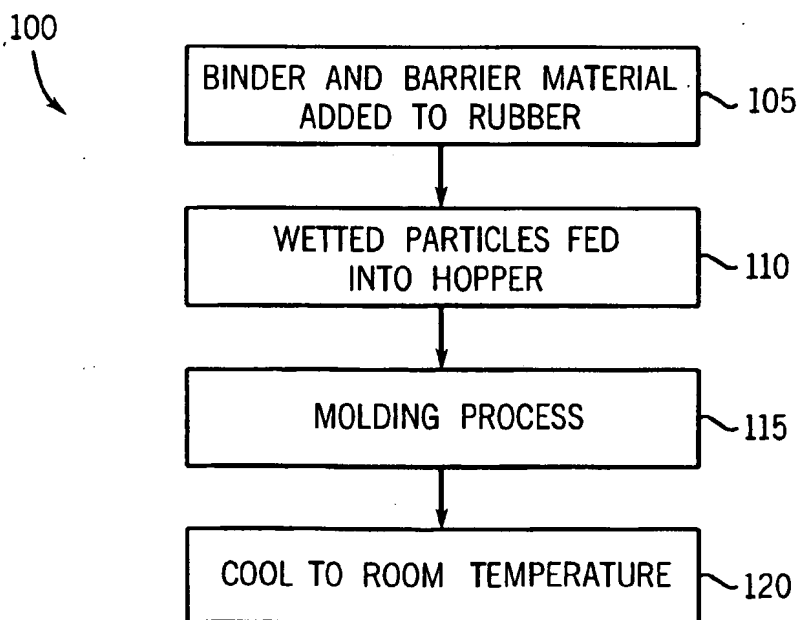 100
BINDER AND BARRIER MATERIAL
ADDED TO RUBBER
105
WETTED PARTICLES FED
INTO HOPPER
110
MOLDING PROCESS
115
COOL TO ROOM TEMPERATURE
120